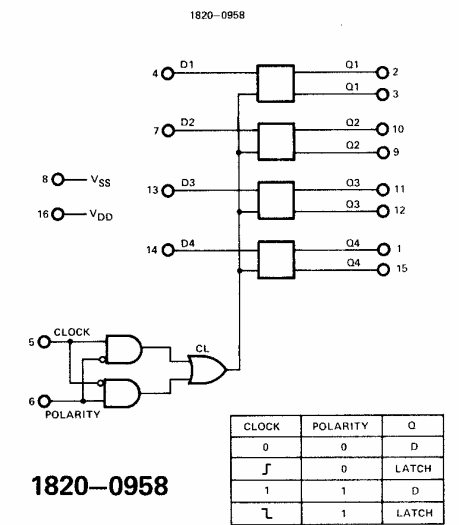 1820-0958
4 D1 Q1 2
Q1 3
7 D2 Q2 10
Q2 9
8 VSS
13 D3 Q3 11
Q3 12
16 VDD
14 D4 Q4 1
Q4 15
5 CLOCK
CL
6
POLARITY
CLOCK POLARITY Q
0 0 D
0 LATCH
1 1 D
1 LATCH
1820-0958